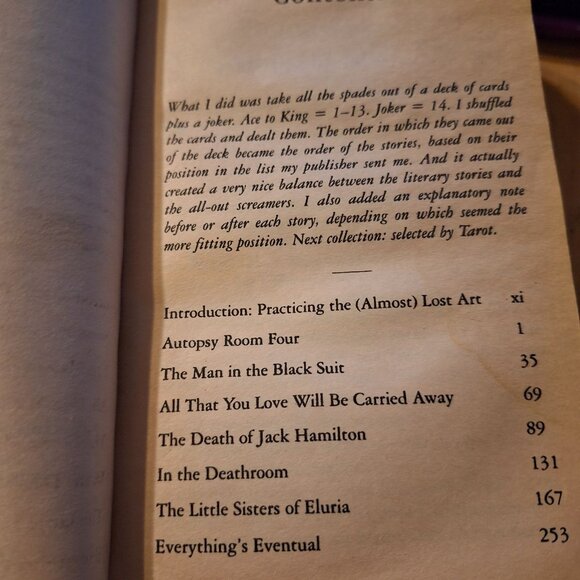 What I did was take all the spades out of a deck of cards
plus a joker. Ace to King = 1–13. Joker = 14. I shuffled
the cards and dealt them. The order in which they came out
of the deck became the order of the stories, based on their
position in the list my publisher sent me. And it actually
created a very nice balance between the literary stories and
the all-out screamers. I also added an explanatory note
before or after each story, depending on which seemed the
more fitting position. Next collection: selected by Tarot.
Introduction: Practicing the (Almost) Lost Art xi
Autopsy Room Four 1
The Man in the Black Suit 35
All That You Love Will Be Carried Away 69
The Death of Jack Hamilton 89
In the Deathroom 131
The Little Sisters of Eluria 167
Everything's Eventual 253